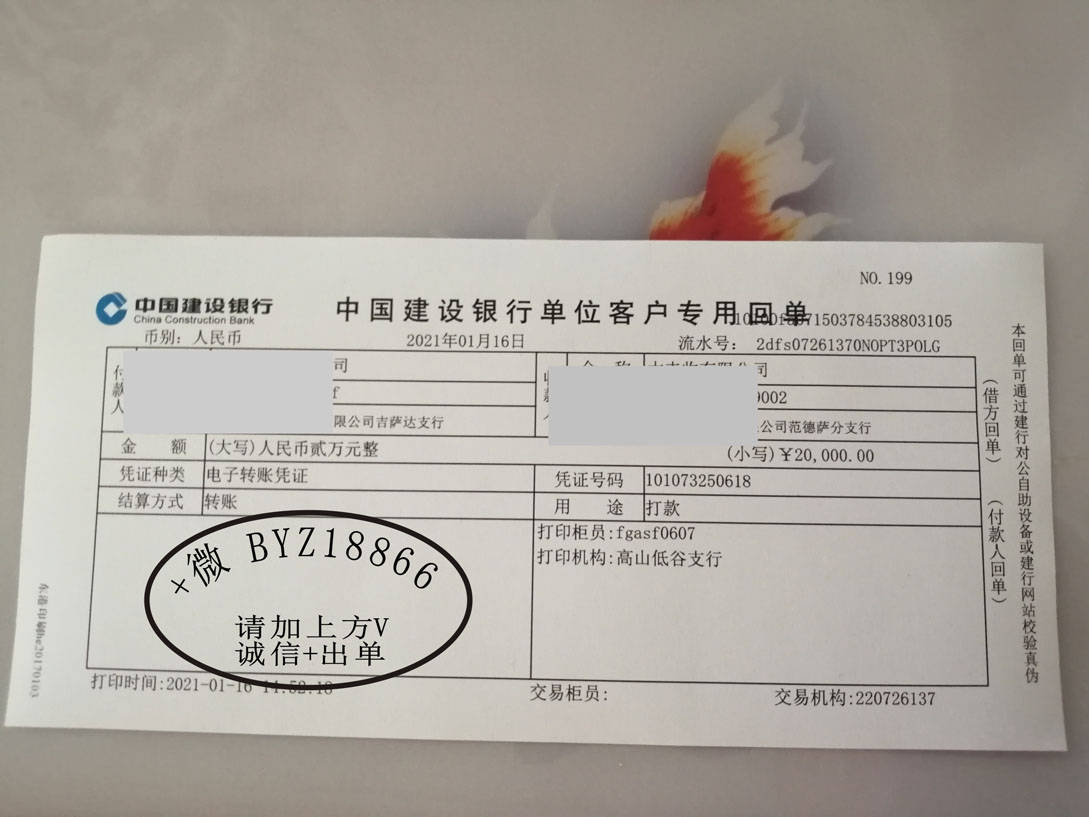 NO.199
中国建设银行
China Construction Bank
中国建设银行单位客户专用回单
币别：人民币
2021年01月16日
流水号： 2dfs07261370N0PT3P0LG
司
限公司吉萨达支行
有限公司
9002
公司范德萨分支行
金 额 (大写)人民币贰万元整 (小写)￥20,000.00
凭证种类 电子转账凭证 凭证号码 101073250618
结算方式 转账 用 途 打款
+微 BYZ18866
请加上方V
诚信+出单
打印柜员:fgasf0607
打印机构:高山低谷支行
打印时间:2021-01-16 14:52:18
交易柜员:
交易机构:220726137
(借方回单)
(付款人回单)
本回单可通过建行对公自助设备或建行网站校验真伪